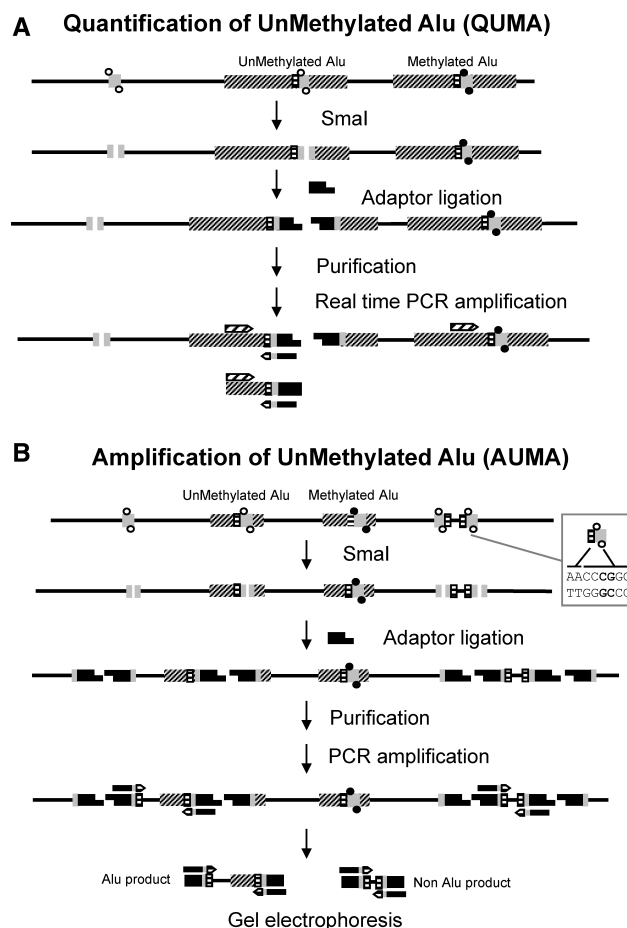 A
Quantification of UnMethylated Alu (QUMA)
UnMethylated Alu Methylated Alu
SmaI
Adaptor ligation
Purification
Real time PCR amplification
B
Amplification of UnMethylated Alu (AUMA)
UnMethylated Alu Methylated Alu
SmaI
AACCCGGG
TTGGGCCC
Adaptor ligation
Purification
PCR amplification
Alu product
Non Alu product
Gel electrophoresis